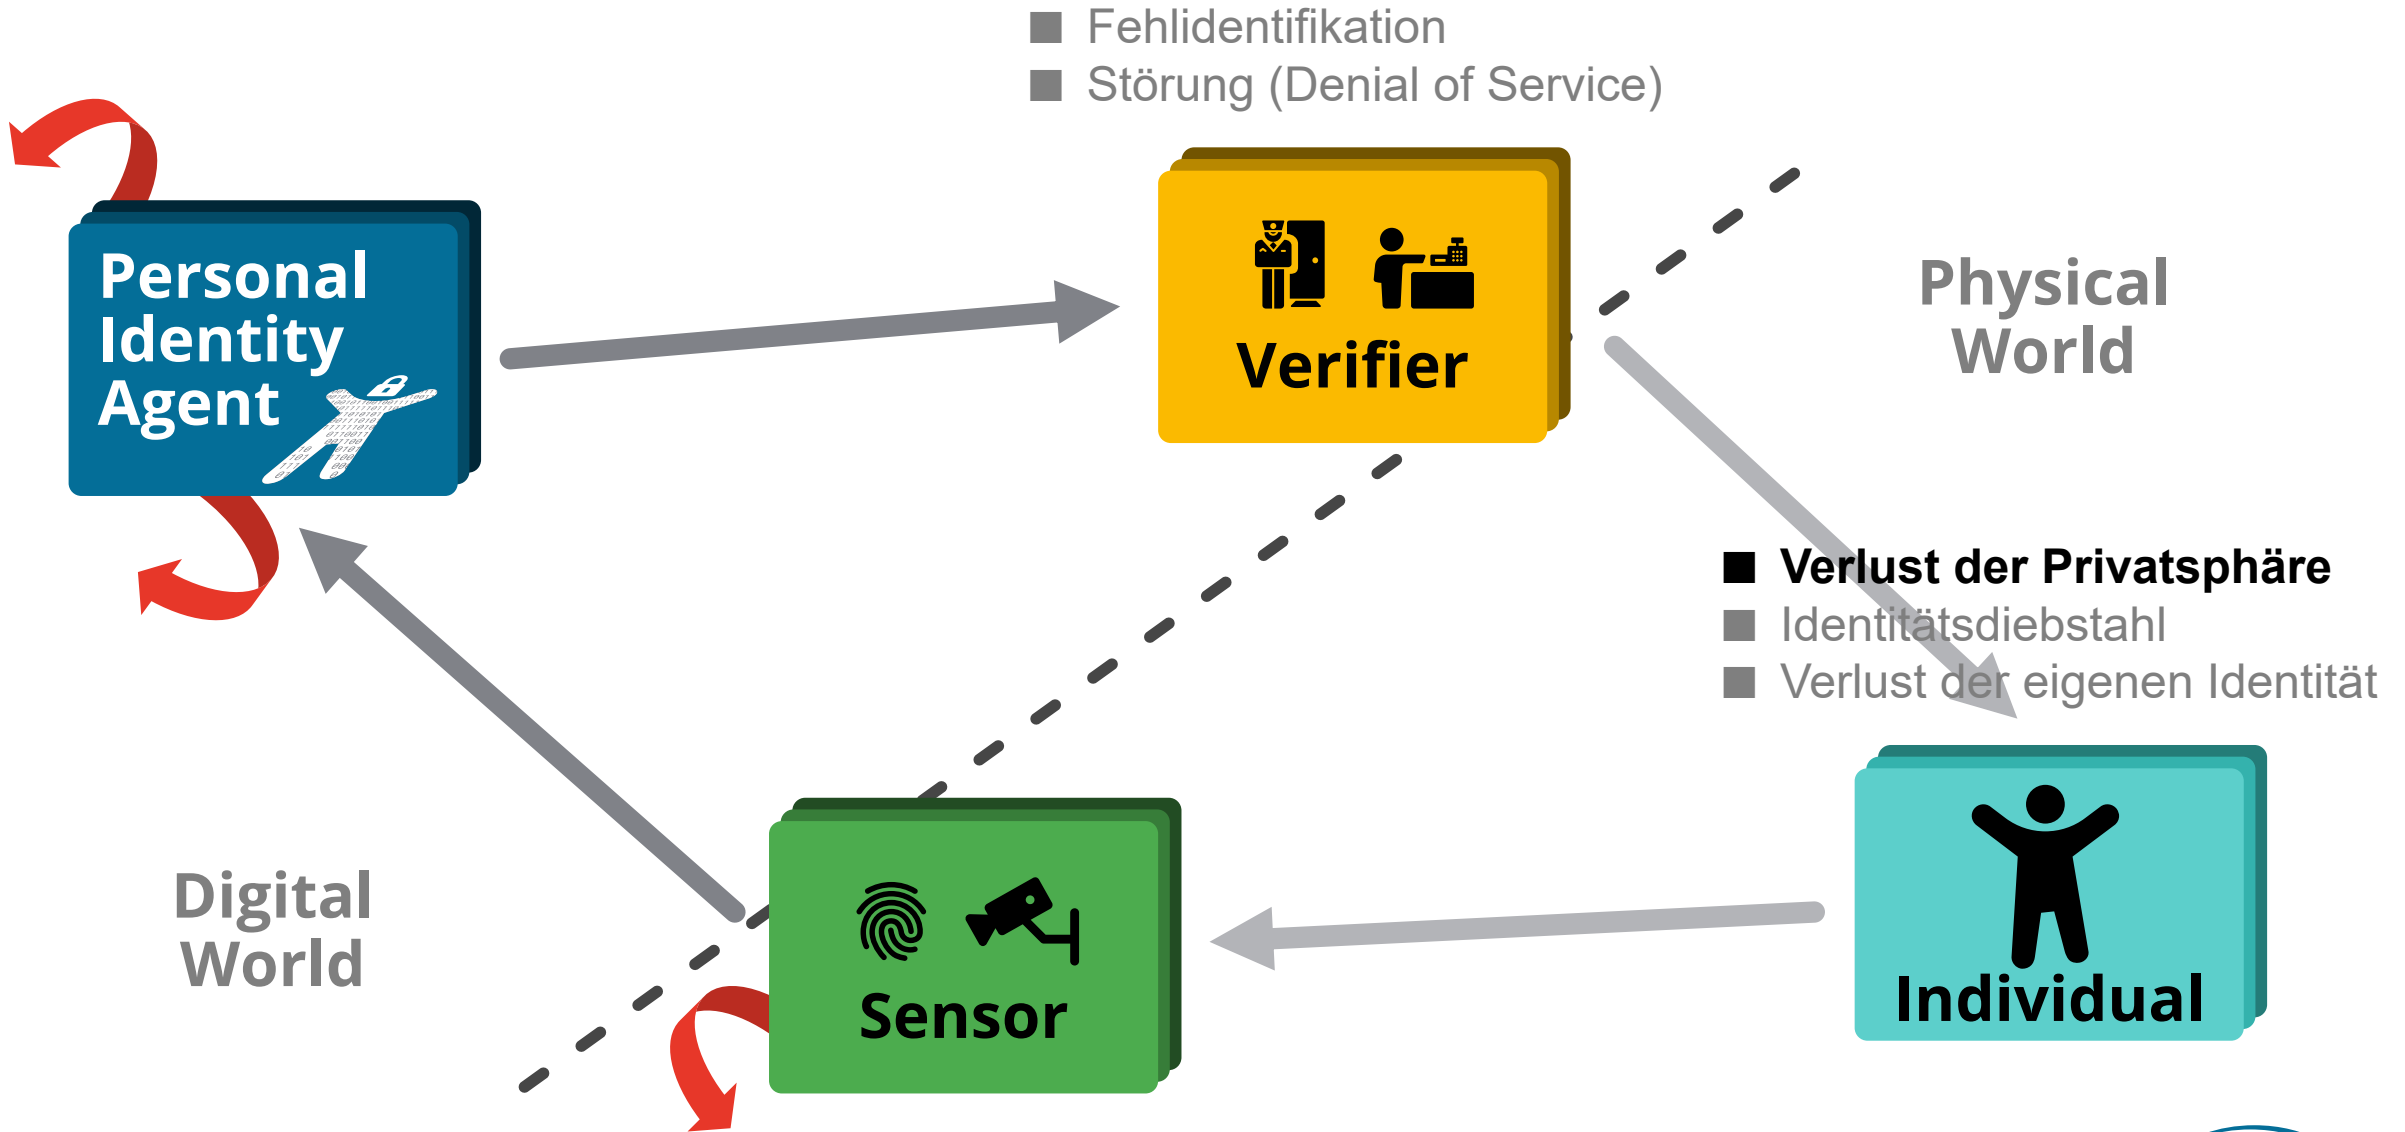 Fehlidentifikation
Störung (Denial of Service)
Personal
Identity
Agent
Verifier
Physical
World
Verlust der Privatsphäre
Identitätsdiebstahl
Verlust der eigenen Identität
Digital
World
Sensor
Individual